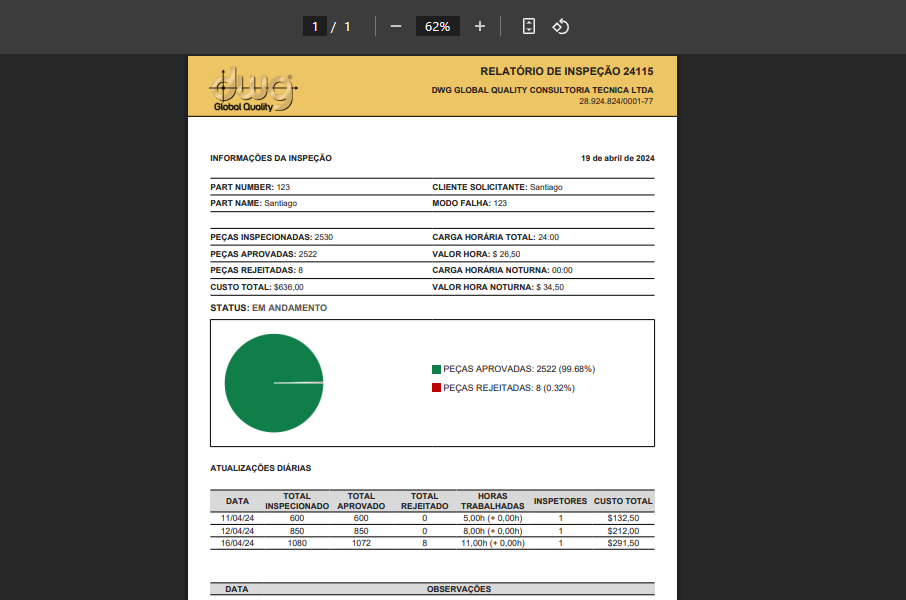 1 / 1
62%
dwg
Global Quality
RELATÓRIO DE INSPEÇÃO 24115
DWG GLOBAL QUALITY CONSULTORIA TECNICA LTDA
28.924.824/0001-77
INFORMAÇÕES DA INSPEÇÃO 19 de abril de 2024
PART NUMBER: 123 CLIENTE SOLICITANTE: Santiago
PART NAME: Santiago MODO FALHA: 123
PEÇAS INSPECIONADAS: 2530 CARGA HORÁRIA TOTAL: 24:00
PEÇAS APROVADAS: 2522 VALOR HORA: $ 26,50
PEÇAS REJEITADAS: 8 CARGA HORÁRIA NOTURNA: 00:00
CUSTO TOTAL: $636,00 VALOR HORA NOTURNA: $ 34,50
STATUS: EM ANDAMENTO
PEÇAS APROVADAS: 2522 (99.68%)
PEÇAS REJEITADAS: 8 (0.32%)
ATUALIZAÇÕES DIÁRIAS
DATA TOTAL INSPECIONADO TOTAL APROVADO TOTAL REJEITADO HORAS TRABALHADAS INSPETORES CUSTO TOTAL
11/04/24 600 600 0 5,00h (+ 0,00h) 1 $132,50
12/04/24 850 850 0 8,00h (+ 0,00h) 1 $212,00
16/04/24 1080 1072 8 11,00h (+ 0,00h) 1 $291,50
DATA OBSERVAÇÕES